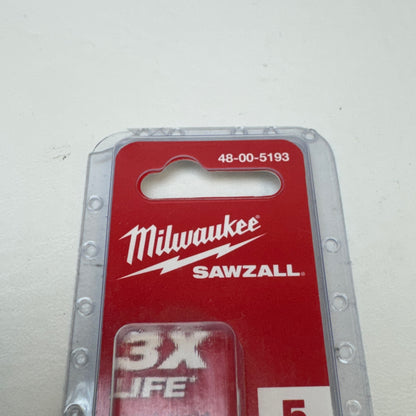 48-00-5193
Milwaukee®
SAWZALL®
3X
LIFE+
5